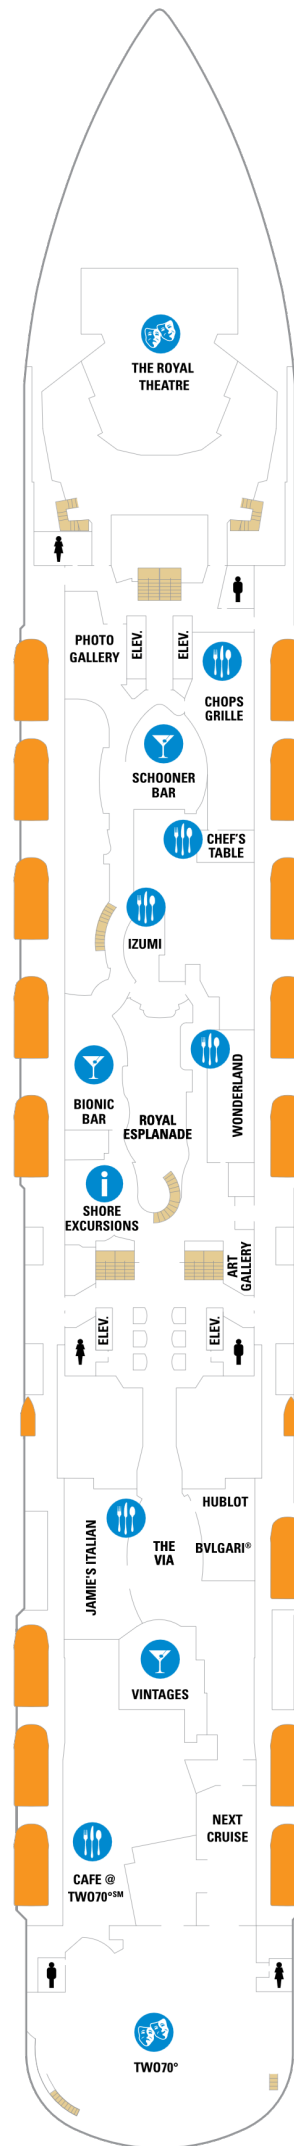 THE ROYAL
THEATRE
PHOTO
GALLERY
ELEV.
ELEV.
CHOPS
GRILLE
SCHOONER
BAR
CHEF'S
TABLE
IZUMI
BIONIC
BAR
ROYAL
ESPLANADE
WONDERLAND
SHORE
EXCURSIONS
ART
GALLERY
ELEV.
ELEV.
HUBLOT
JAMIE'S ITALIAN
THE
VIA
BVLGARI®
VINTAGES
NEXT
CRUISE
CAFE @
TWO70°SM
TWO70°